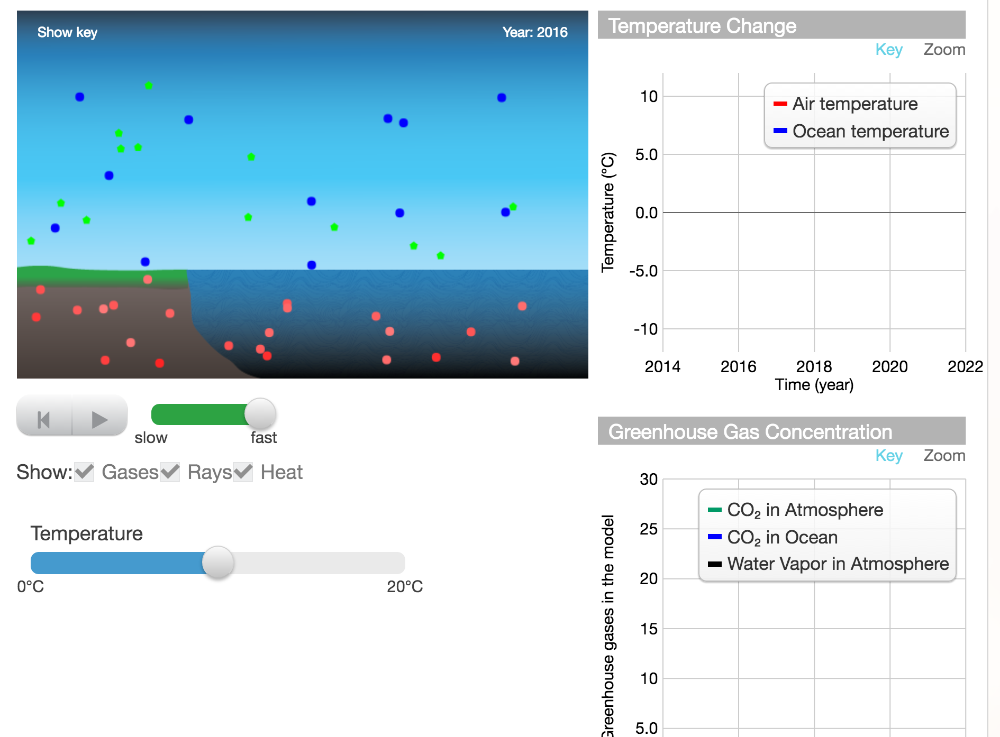 Show key
Year: 2016
slow
fast
Show: Gases Rays Heat
Temperature
0°C
20°C
Temperature Change
Key Zoom
Air temperature
Ocean temperature
Temperature (°C)
10
5.0
0.0
-5.0
-10
2014 2016 2018 2020 2022
Time (year)
Greenhouse Gas Concentration
Key Zoom
CO₂ in Atmosphere
CO₂ in Ocean
Water Vapor in Atmosphere
Greenhouse gases in the model
30
25
20
15
10
5.0